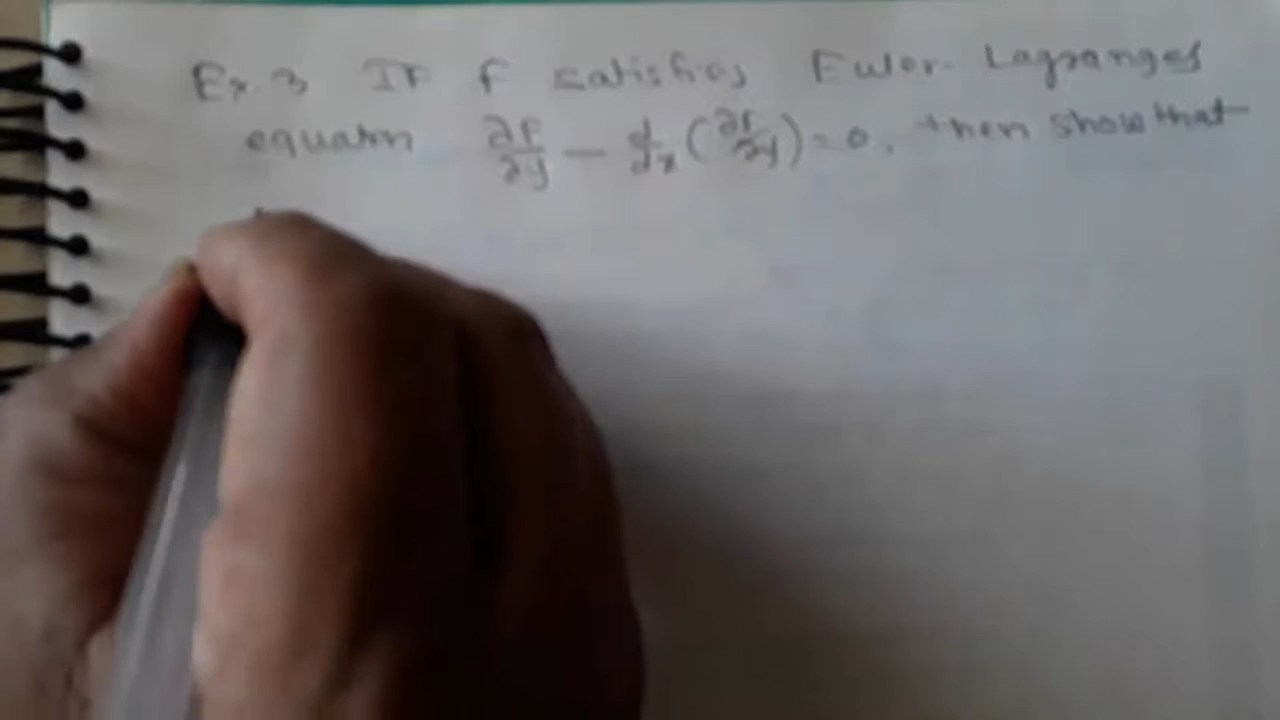 Ex. 3 If f satisfies Euler- Lagranges
equatn ∂f/∂y - d/dx (∂f/∂y) = 0, then show that